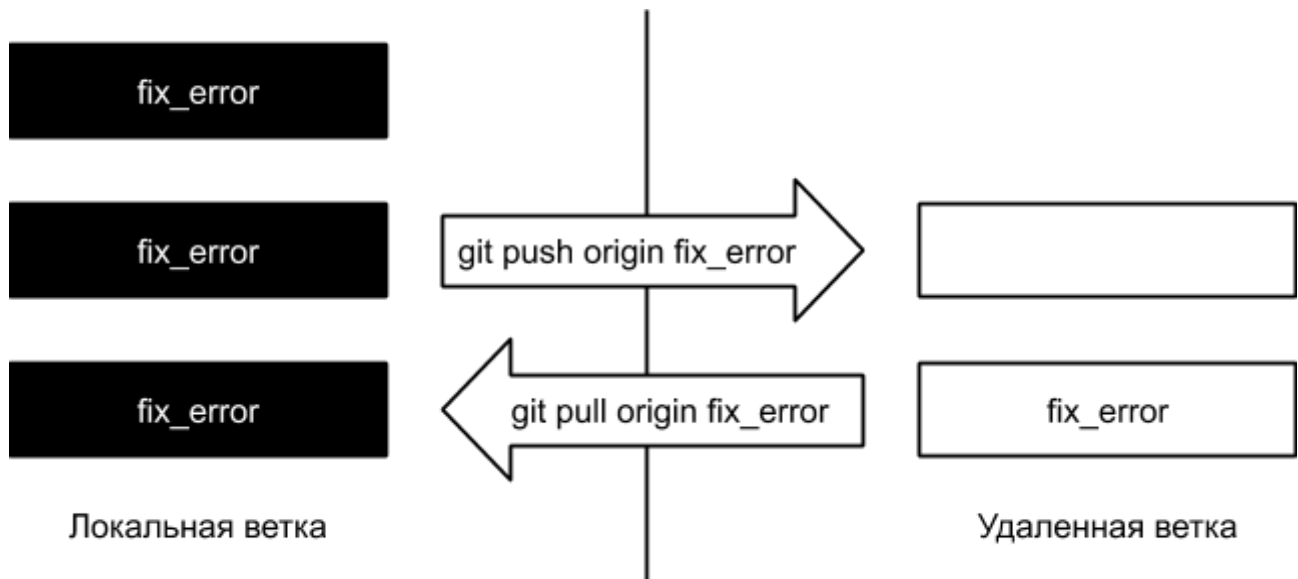 fix_error
fix_error
git push origin fix_error
fix_error
git pull origin fix_error
fix_error
Локальная ветка
Удаленная ветка